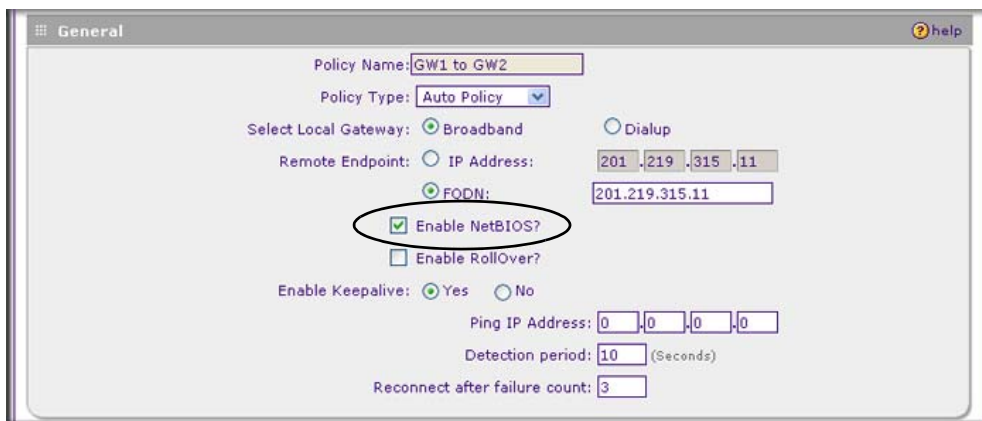 General help
Policy Name: GW1 to GW2
Policy Type: Auto Policy
Select Local Gateway: Broadband Dialup
Remote Endpoint: IP Address: 201 .219 .315 .11
FQDN: 201.219.315.11
Enable NetBIOS?
Enable RollOver?
Enable Keepalive: Yes No
Ping IP Address: 0 .0 .0 .0
Detection period: 10 (Seconds)
Reconnect after failure count: 3